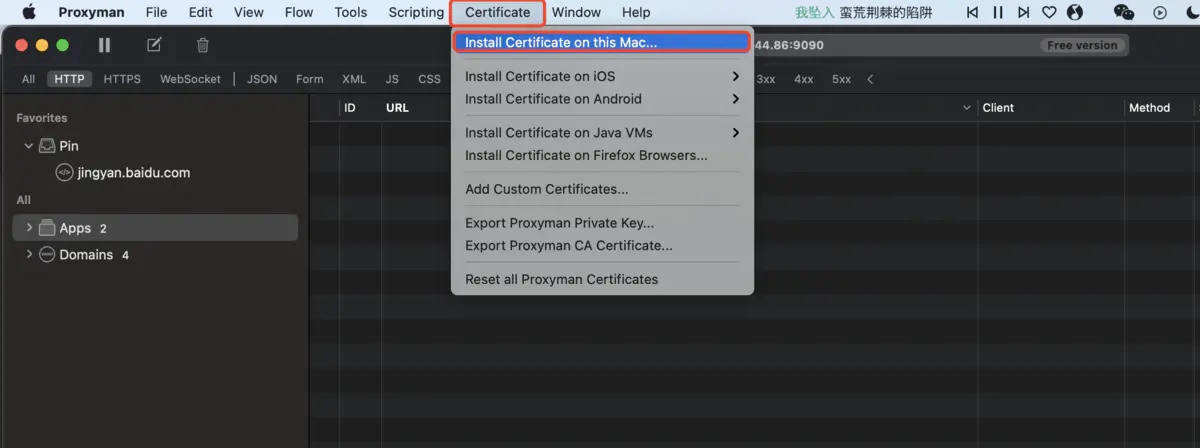 Proxyman File Edit View Flow Tools Scripting Certificate Window Help 我坠入 蛮荒荆棘的陷阱
Install Certificate on this Mac... 44.86:9090 Free version
All HTTP HTTPS WebSocket JSON Form XML JS CSS 3xx 4xx 5xx
Install Certificate on iOS
Install Certificate on Android
ID URL Client Method
Favorites
Pin
Install Certificate on Java VMs
Install Certificate on Firefox Browsers...
jingyan.baidu.com
Add Custom Certificates...
All
Apps 2
Export Proxyman Private Key...
Export Proxyman CA Certificate...
Domains 4
Reset all Proxyman Certificates